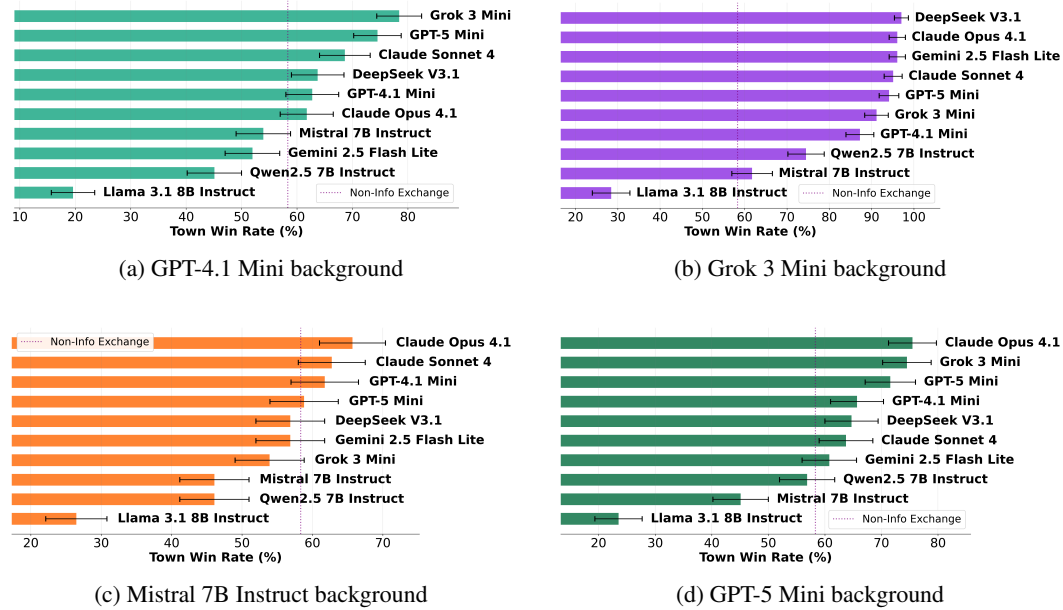 Grok 3 Mini
GPT-5 Mini
Claude Sonnet 4
DeepSeek V3.1
GPT-4.1 Mini
Claude Opus 4.1
Mistral 7B Instruct
Gemini 2.5 Flash Lite
Qwen2.5 7B Instruct
Llama 3.1 8B Instruct
Non-Info Exchange
10 20 30 40 50 60 70 80
Town Win Rate (%)
(a) GPT-4.1 Mini background
DeepSeek V3.1
Claude Opus 4.1
Gemini 2.5 Flash Lite
Claude Sonnet 4
GPT-5 Mini
Grok 3 Mini
GPT-4.1 Mini
Qwen2.5 7B Instruct
Mistral 7B Instruct
Llama 3.1 8B Instruct
Non-Info Exchange
20 30 40 50 60 70 80 90 100
Town Win Rate (%)
(b) Grok 3 Mini background
Non-Info Exchange
Claude Opus 4.1
Claude Sonnet 4
GPT-4.1 Mini
GPT-5 Mini
DeepSeek V3.1
Gemini 2.5 Flash Lite
Grok 3 Mini
Mistral 7B Instruct
Qwen2.5 7B Instruct
Llama 3.1 8B Instruct
20 30 40 50 60 70
Town Win Rate (%)
(c) Mistral 7B Instruct background
Claude Opus 4.1
Grok 3 Mini
GPT-5 Mini
GPT-4.1 Mini
DeepSeek V3.1
Claude Sonnet 4
Gemini 2.5 Flash Lite
Qwen2.5 7B Instruct
Mistral 7B Instruct
Llama 3.1 8B Instruct
Non-Info Exchange
20 30 40 50 60 70 80
Town Win Rate (%)
(d) GPT-5 Mini background